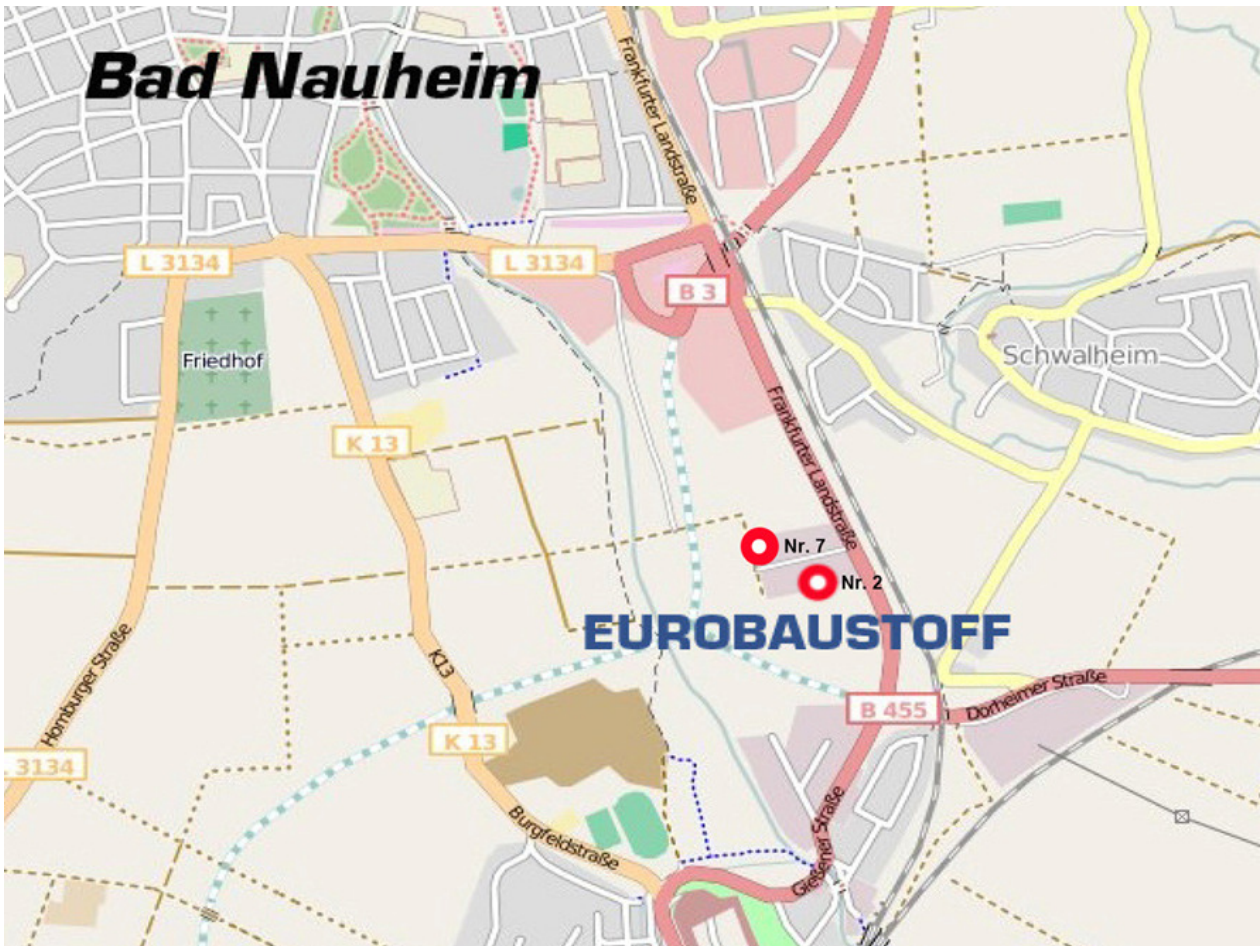 Bad Nauheim
Frankfurter Landstraße
L 3134
L 3134
B 3
Friedhof
Schwalheim
K 13
Frankfurter Landstraße
Nr. 7
Nr. 2
EUROBAUSTOFF
Homburger Straße
K13
Dorheimer Straße
B 455
K 13
3134
Burgfeldstraße
Gießener Straße